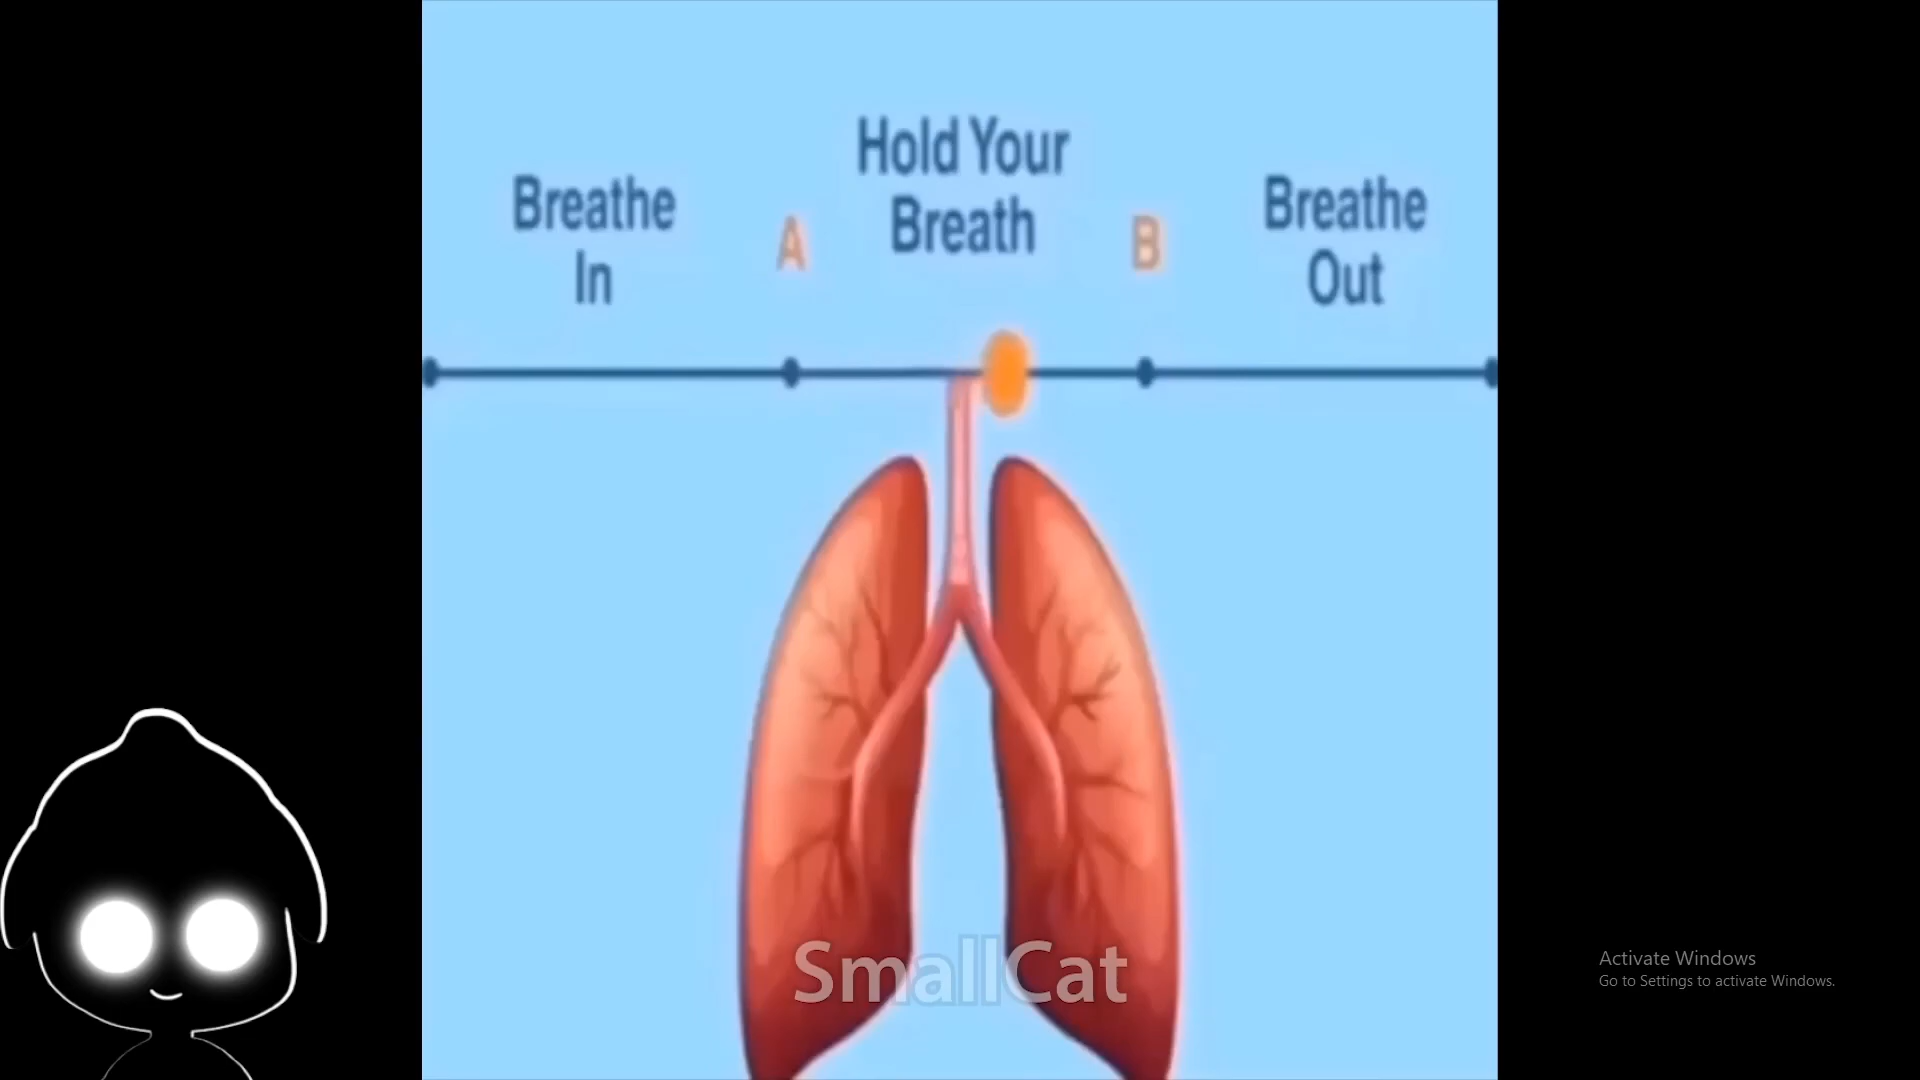 Breathe
In
A
Hold Your
Breath
B
Breathe
Out
SmallCat
Activate Windows
Go to Settings to activate Windows.